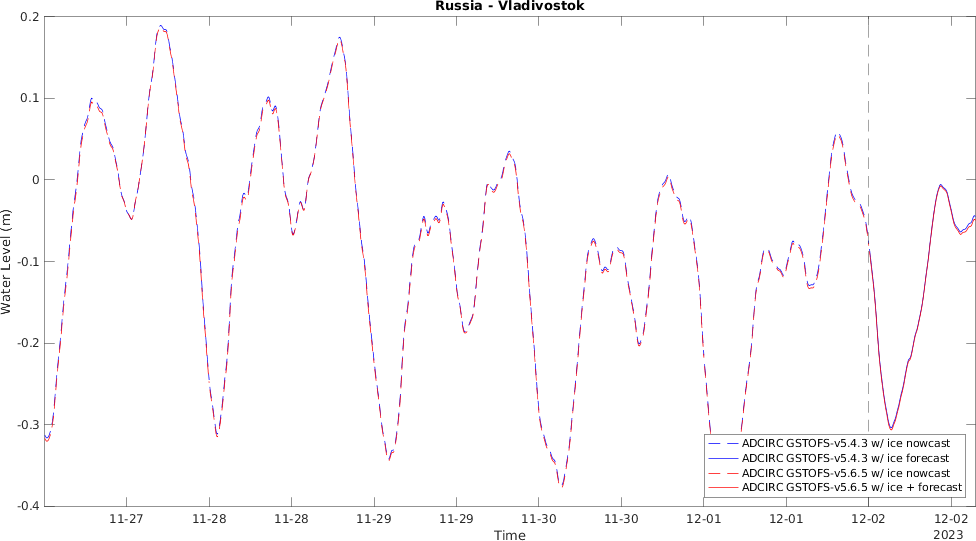 Russia - Vladivostok
0.2
0.1
0
-0.1
-0.2
-0.3
-0.4
Water Level (m)
ADCIRC GSTOFS-v5.4.3 w/ ice nowcast
ADCIRC GSTOFS-v5.4.3 w/ ice forecast
ADCIRC GSTOFS-v5.6.5 w/ ice nowcast
ADCIRC GSTOFS-v5.6.5 w/ ice + forecast
11-27 11-28 11-28 11-29 11-29 11-30 11-30 12-01 12-01 12-02 12-02
Time 2023